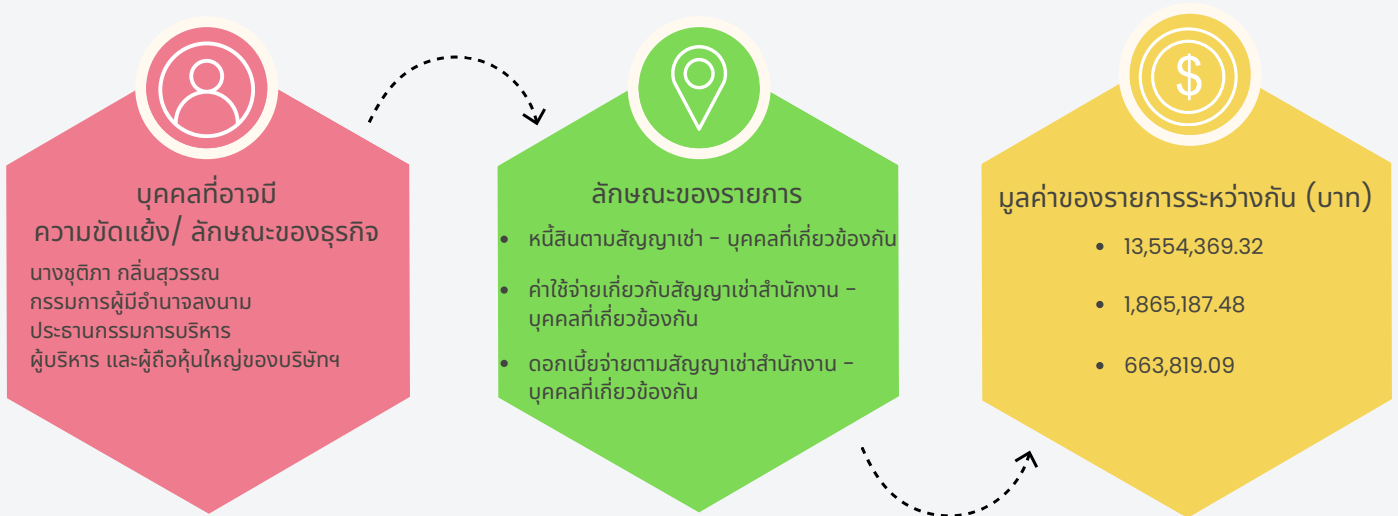 บุคคลที่อาจมี
ความขัดแย้ง/ ลักษณะของธุรกิจ
นางชุติภา กลิ่นสุวรรณ
กรรมการผู้มีอำนาจลงนาม
ประธานกรรมการบริหาร
ผู้บริหาร และผู้ถือหุ้นใหญ่ของบริษัทฯ
ลักษณะของรายการ
• หนี้สินตามสัญญาเช่า - บุคคลที่เกี่ยวข้องกัน
• ค่าใช้จ่ายเกี่ยวกับสัญญาเช่าสำนักงาน -
บุคคลที่เกี่ยวข้องกัน
• ดอกเบี้ยจ่ายตามสัญญาเช่าสำนักงาน -
บุคคลที่เกี่ยวข้องกัน
$
มูลค่าของรายการระหว่างกัน (บาท)
• 13,554,369.32
• 1,865,187.48
• 663,819.09